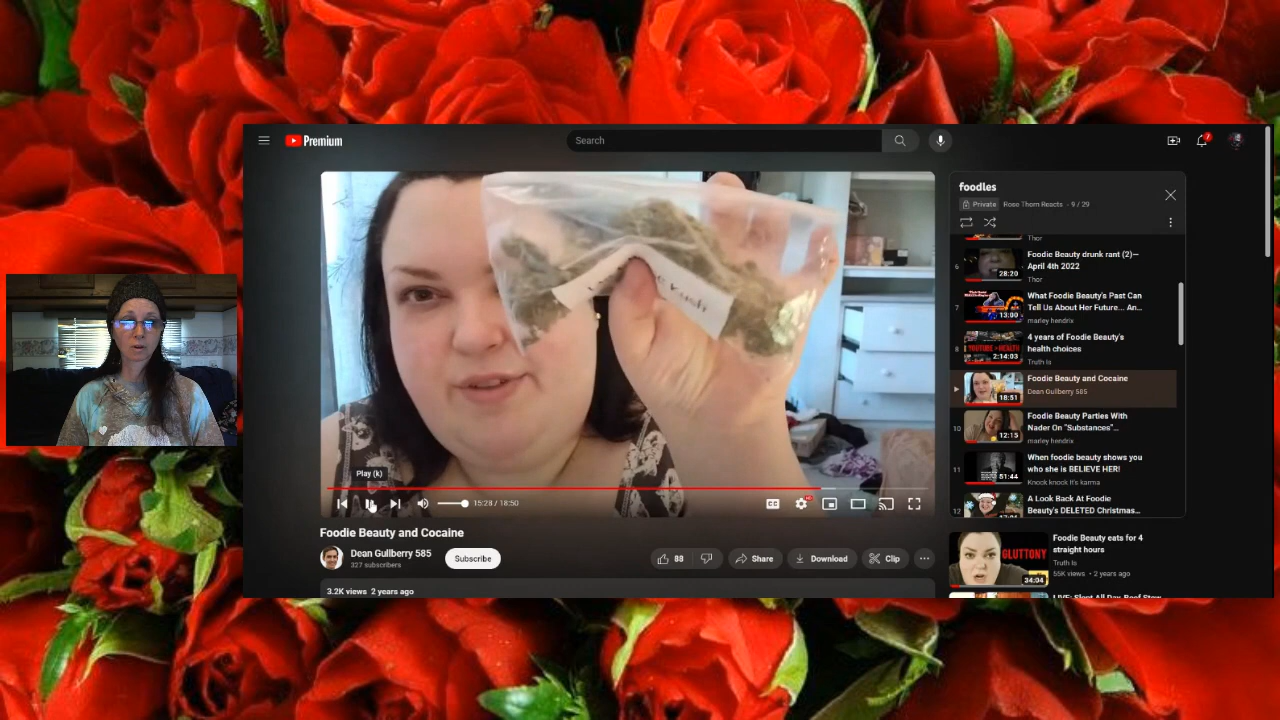 Premium
Search
7
foodles
Private
Rose Thorn Reacts - 9 / 29
Thor
6
28:20
Foodie Beauty drunk rant (2)—
April 4th 2022
Thor
7
13:00
What Foodie Beauty's Past Can
Tell Us About Her Future... An...
marley hendrix
8
YOUTUBE HEALTH
2:14:03
4 years of Foodie Beauty's
health choices
Truth Is
18:51
Foodie Beauty and Cocaine
Dean Gullberry 585
10
12:15
Foodie Beauty Parties With
Nader On "Substances"...
marley hendrix
11
51:44
When foodie beauty shows you
who she is BELIEVE HER!
Knock knock it's karma
12
A Look Back At Foodie
Beauty's DELETED Christmas...
Kush
Play (k)
15:28 / 18:50
Foodie Beauty and Cocaine
Dean Gullberry 585
327 subscribers
Subscribe
88
Share
Download
Clip
3.2K views 2 years ago
GLUTTONY
34:04
Foodie Beauty eats for 4
straight hours
Truth Is
55K views • 2 years ago